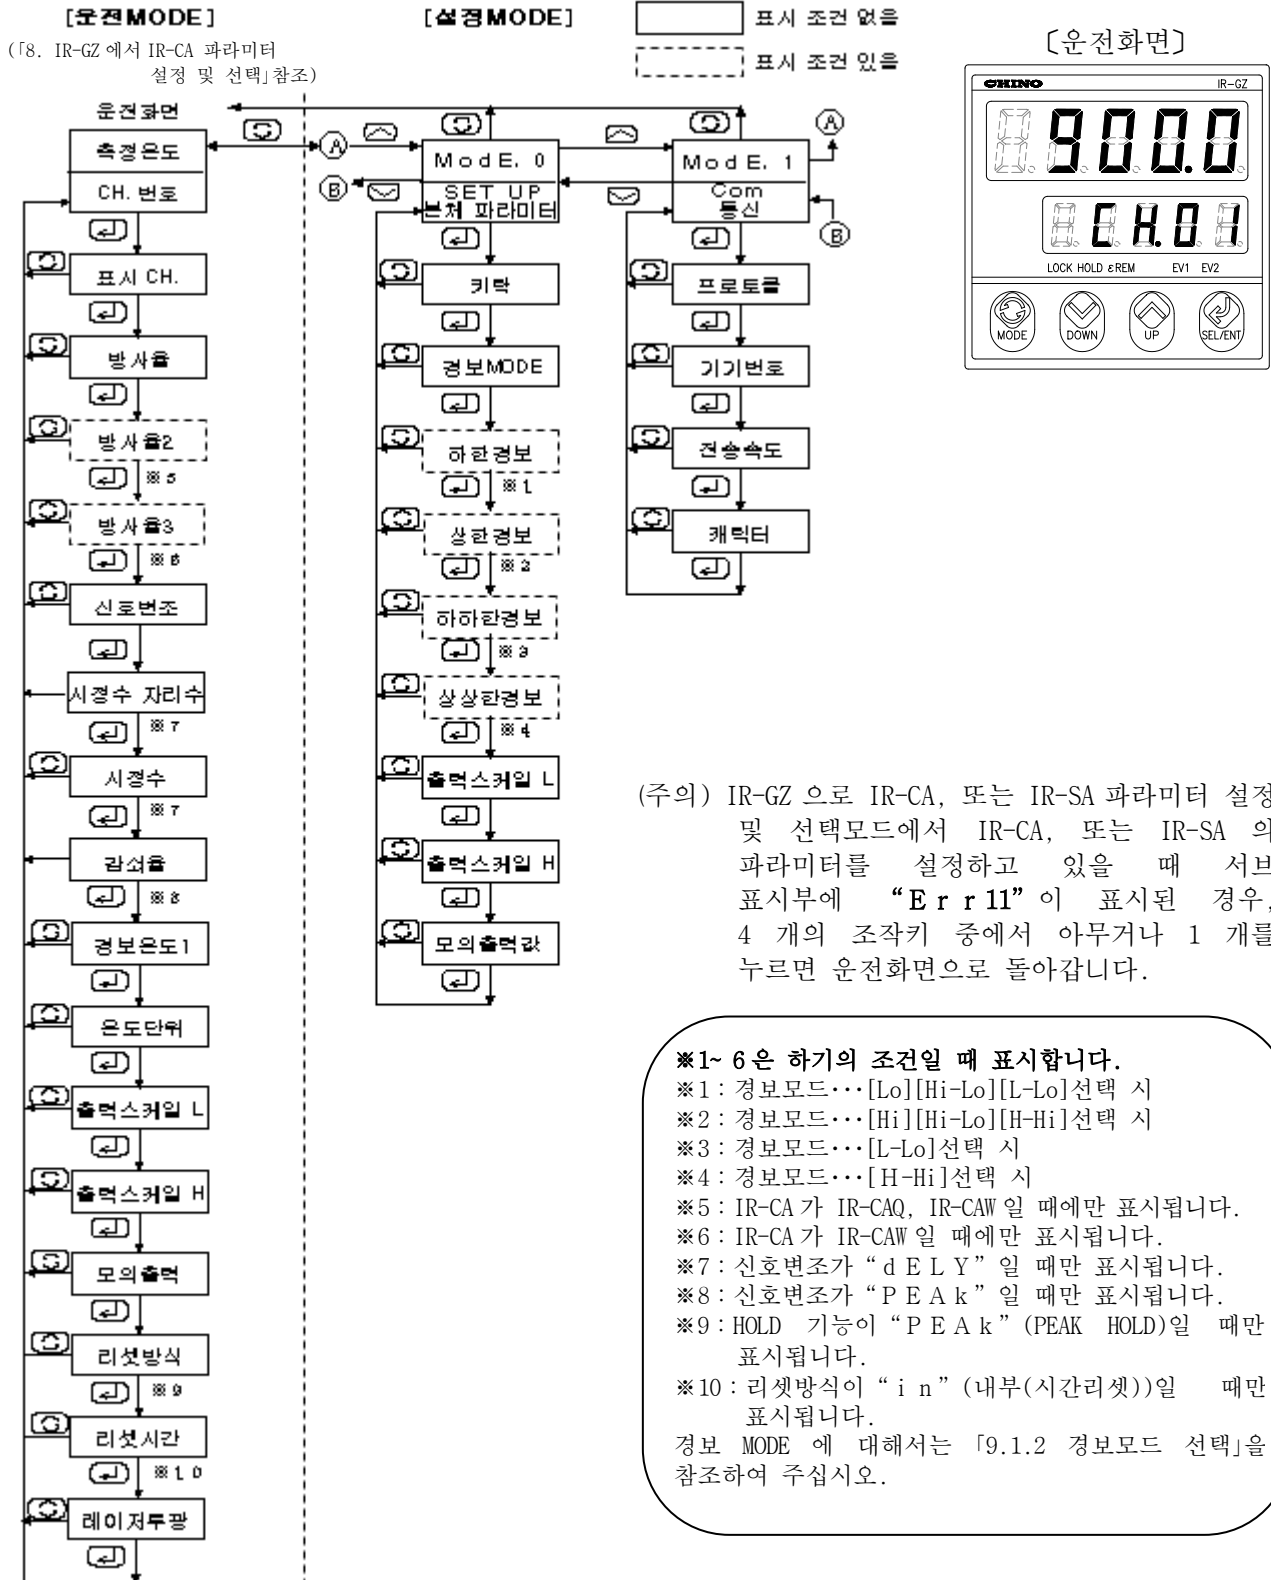 [운전MODE]
(「8. IR-GZ에서 IR-CA 파라미터
설정 및 선택」참조)
운전화면
측정온도
CH. 번호
표시 CH.
방사율
방사율2
※5
방사율3
※6
신호변조
시정수 자리수
※7
시정수
※7
감쇠율
※8
경보온도1
온도단위
출력스케일 L
출력스케일 H
모의출력
리셋방식
※9
리셋시간
※10
레이저투광
[설정MODE]
A
B
ModE. 0
SET UP
본체 파라미터
키락
경보MODE
하한경보
※1
상한경보
※2
하하한경보
※3
상상한경보
※4
출력스케일 L
출력스케일 H
모의출력값
표시 조건 없음
표시 조건 있음
A
ModE. 1
Com
통신
B
프로토콜
기기번호
전송속도
캐릭터
〔운전화면〕
CHINO IR-GZ
900.0
CH.01
LOCK HOLD εREM EV1 EV2
MODE DOWN UP SEL/ENT
(주의) IR-GZ으로 IR-CA, 또는 IR-SA파라미터 설정
및 선택모드에서 IR-CA, 또는 IR-SA 의
파라미터를 설정하고 있을 때 서브
표시부에 “Ｅｒｒ11”이 표시된 경우,
4 개의 조작키 중에서 아무거나 1 개를
누르면 운전화면으로 돌아갑니다.
※1~ 6은 하기의 조건일 때 표시합니다.
※1：경보모드･･･[Lo][Hi-Lo][L-Lo]선택 시
※2：경보모드･･･[Hi][Hi-Lo][H-Hi]선택 시
※3：경보모드･･･[L-Lo]선택 시
※4：경보모드･･･[Ｈ-Hi]선택 시
※5：IR-CA가 IR-CAQ, IR-CAW일 때에만 표시됩니다.
※6：IR-CA가 IR-CAW일 때에만 표시됩니다.
※7：신호변조가 “ｄＥＬＹ”일 때만 표시됩니다.
※8：신호변조가 “ＰＥＡｋ”일 때만 표시됩니다.
※9：HOLD 기능이 “ＰＥＡｋ”(PEAK HOLD)일 때만
표시됩니다.
※10：리셋방식이 “ｉｎ”(내부(시간리셋))일 때만
표시됩니다.
경보 MODE 에 대해서는 「9.1.2 경보모드 선택」을
참조하여 주십시오.